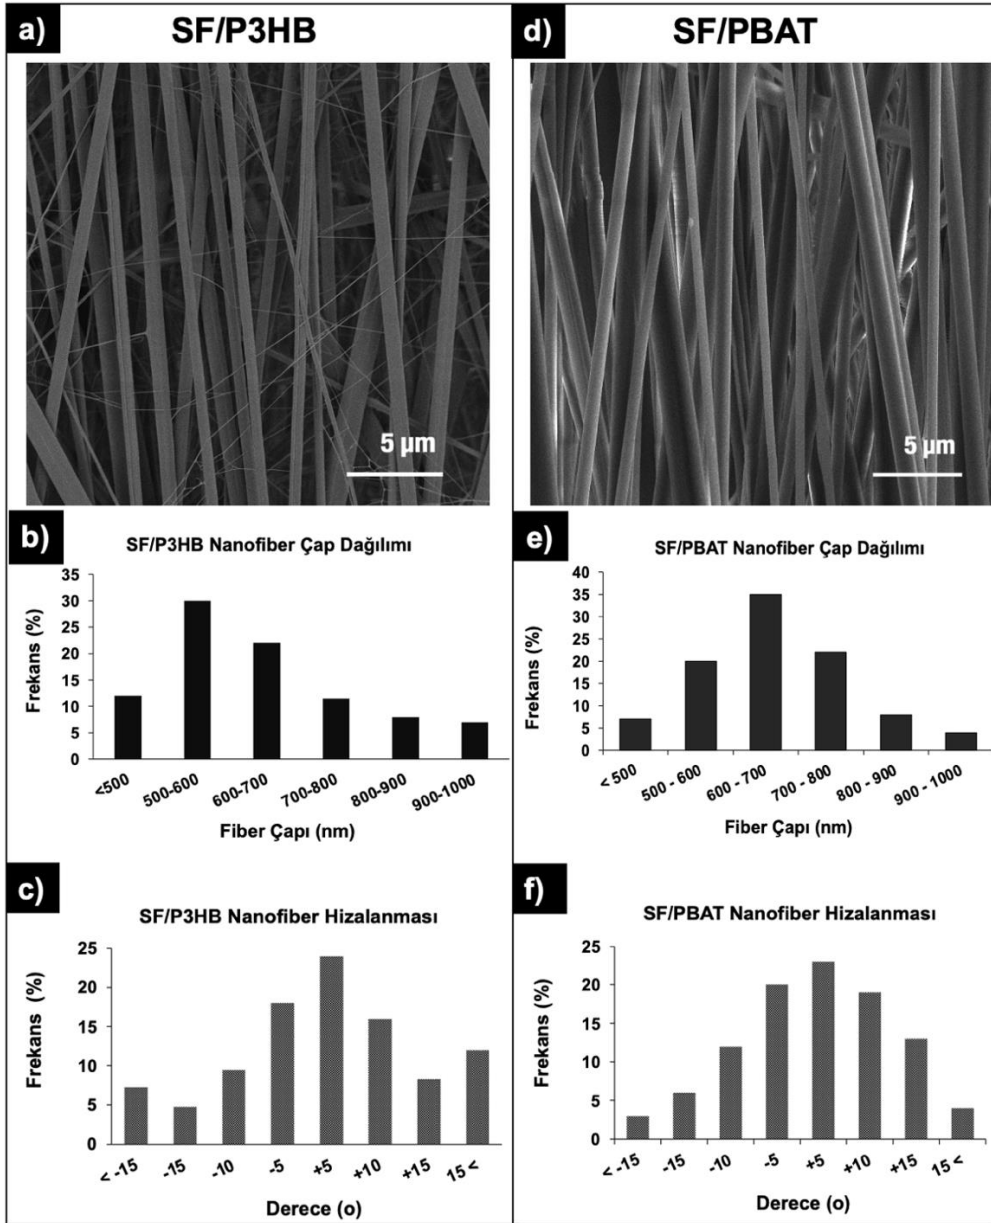 a)
SF/P3HB
5 µm
b)
SF/P3HB Nanofiber Çap Dağılımı
Frekans (%)
35
30
25
20
15
10
5
0
<500
500-600
600-700
700-800
800-900
900-1000
Fiber Çapı (nm)
c)
SF/P3HB Nanofiber Hizalanması
Frekans (%)
25
20
15
10
5
0
< -15
-15
-10
-5
+5
+10
+15
15 <
Derece (o)
d)
SF/PBAT
5 µm
e)
SF/PBAT Nanofiber Çap Dağılımı
Frekans (%)
40
35
30
25
20
15
10
5
0
< 500
500 - 600
600 - 700
700 - 800
800 - 900
900 - 1000
Fiber Çapı (nm)
f)
SF/PBAT Nanofiber Hizalanması
Frekans (%)
25
20
15
10
5
0
< -15
-15
-10
-5
+5
+10
+15
15 <
Derece (o)